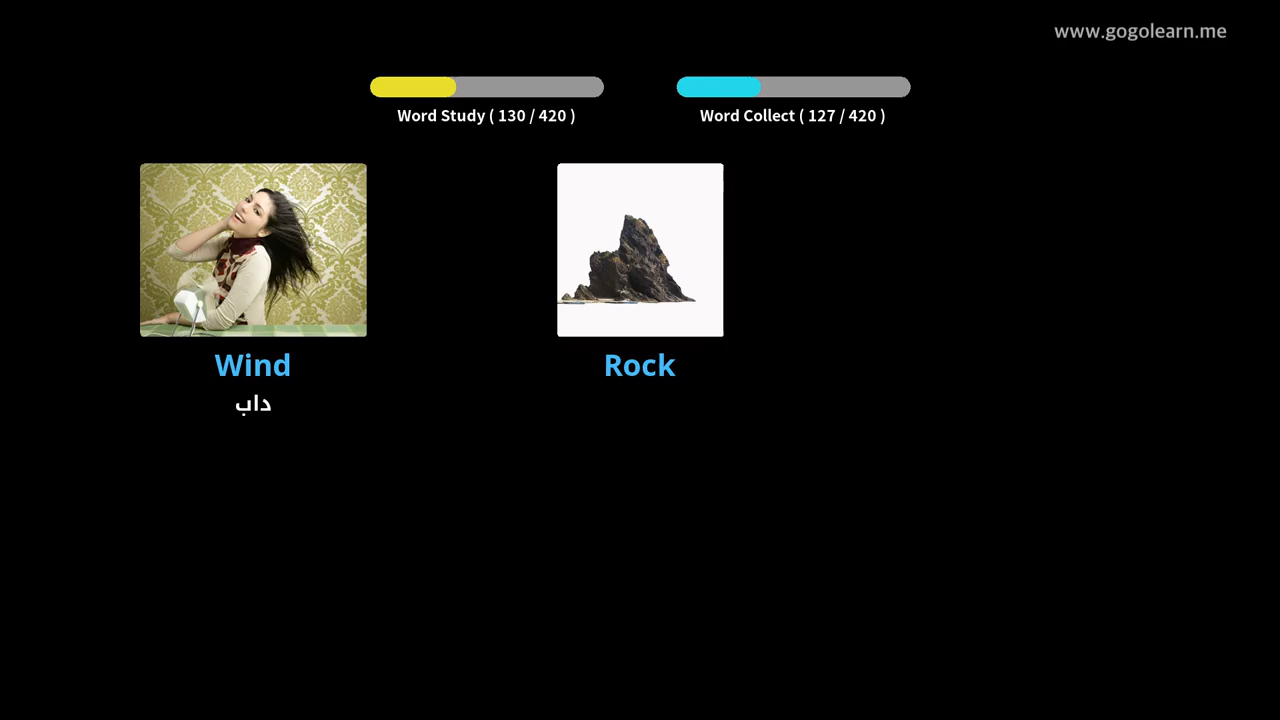 www.gogolearn.me
Word Study ( 130 / 420 )
Word Collect ( 127 / 420 )
Wind
داب
Rock